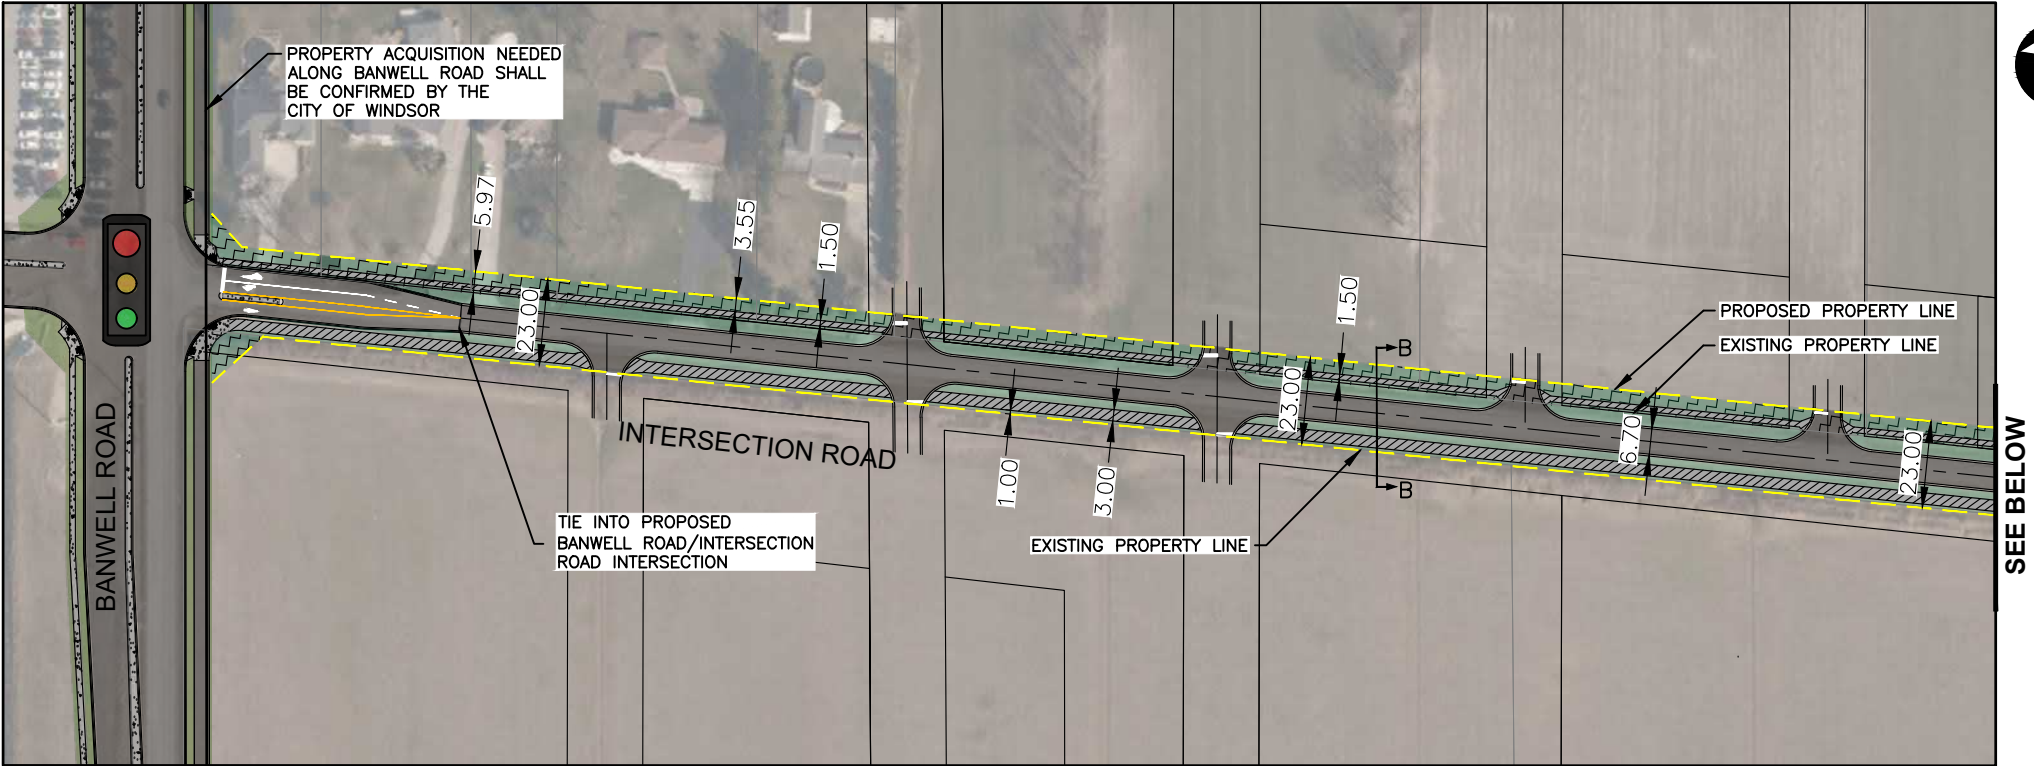 PROPERTY ACQUISITION NEEDED
ALONG BANWELL ROAD SHALL
BE CONFIRMED BY THE
CITY OF WINDSOR
5.97
3.55
1.50
23.00
1.50
23.00
B
B
PROPOSED PROPERTY LINE
EXISTING PROPERTY LINE
6.70
23.00
BANWELL ROAD
INTERSECTION ROAD
1.00
3.00
TIE INTO PROPOSED
BANWELL ROAD/INTERSECTION
ROAD INTERSECTION
EXISTING PROPERTY LINE
SEE BELOW